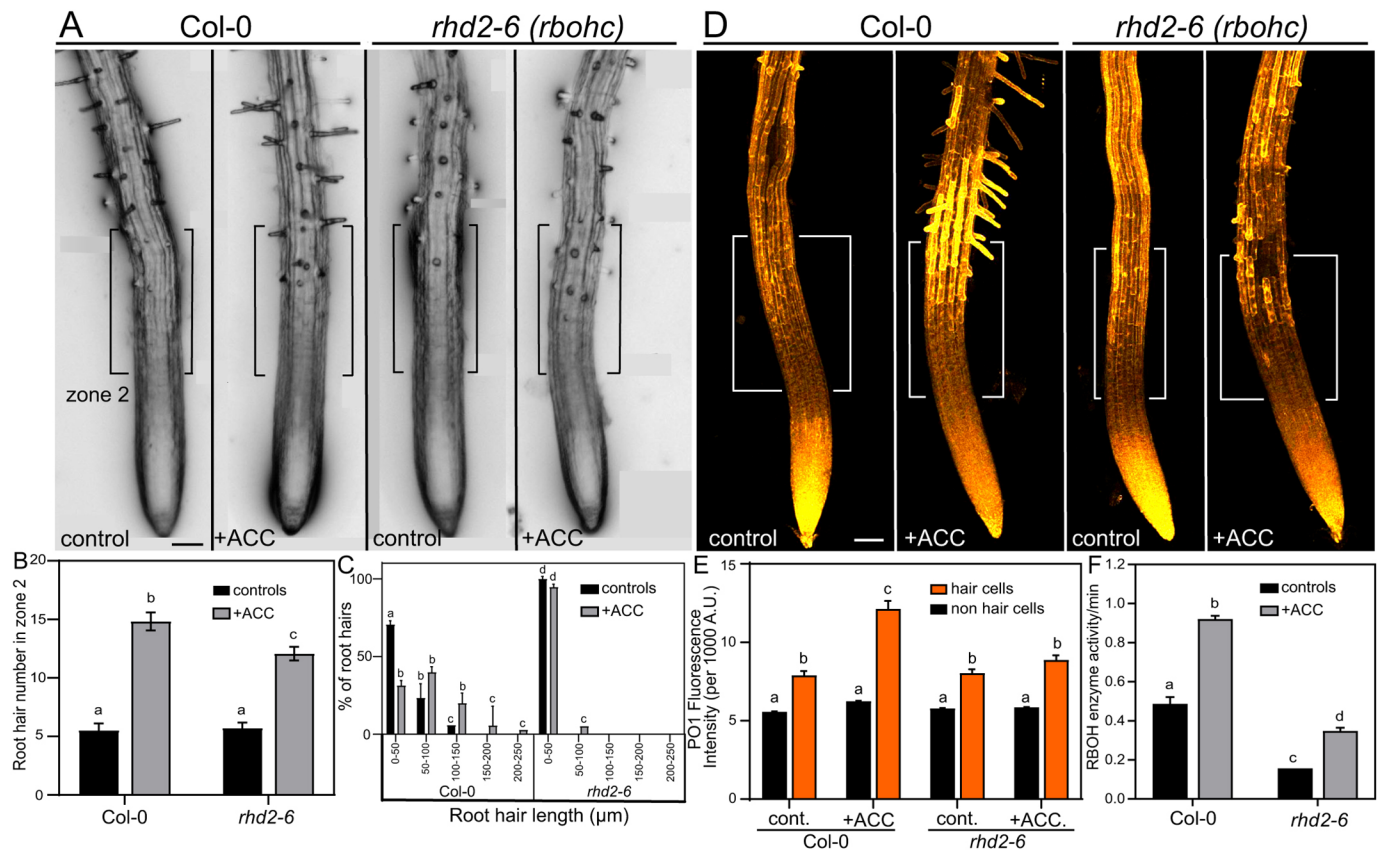 A Col-0 rhd2-6 (rbohc)
zone 2
control +ACC control +ACC
D Col-0 rhd2-6 (rbohc)
control +ACC control +ACC
B
Root hair number in zone 2
20
15
10
5
0
controls
+ACC
a b a c
Col-0 rhd2-6
C
% of root hairs
100
50
0
controls
+ACC
a b b b c b c c d d c
0-50 50-100 100-150 150-200 200-250 0-50 50-100 100-150 150-200 200-250
Col-0 rhd2-6
Root hair length (µm)
E
PO1 Fluorescence
Intensity (per 1000 A.U.)
15
10
5
0
hair cells
non hair cells
a b a c a b a b
cont. +ACC cont. +ACC.
Col-0 rhd2-6
F
RBOH enzyme activity/min
1.2
1.0
0.8
0.6
0.4
0.2
0
controls
+ACC
a b c d
Col-0 rhd2-6